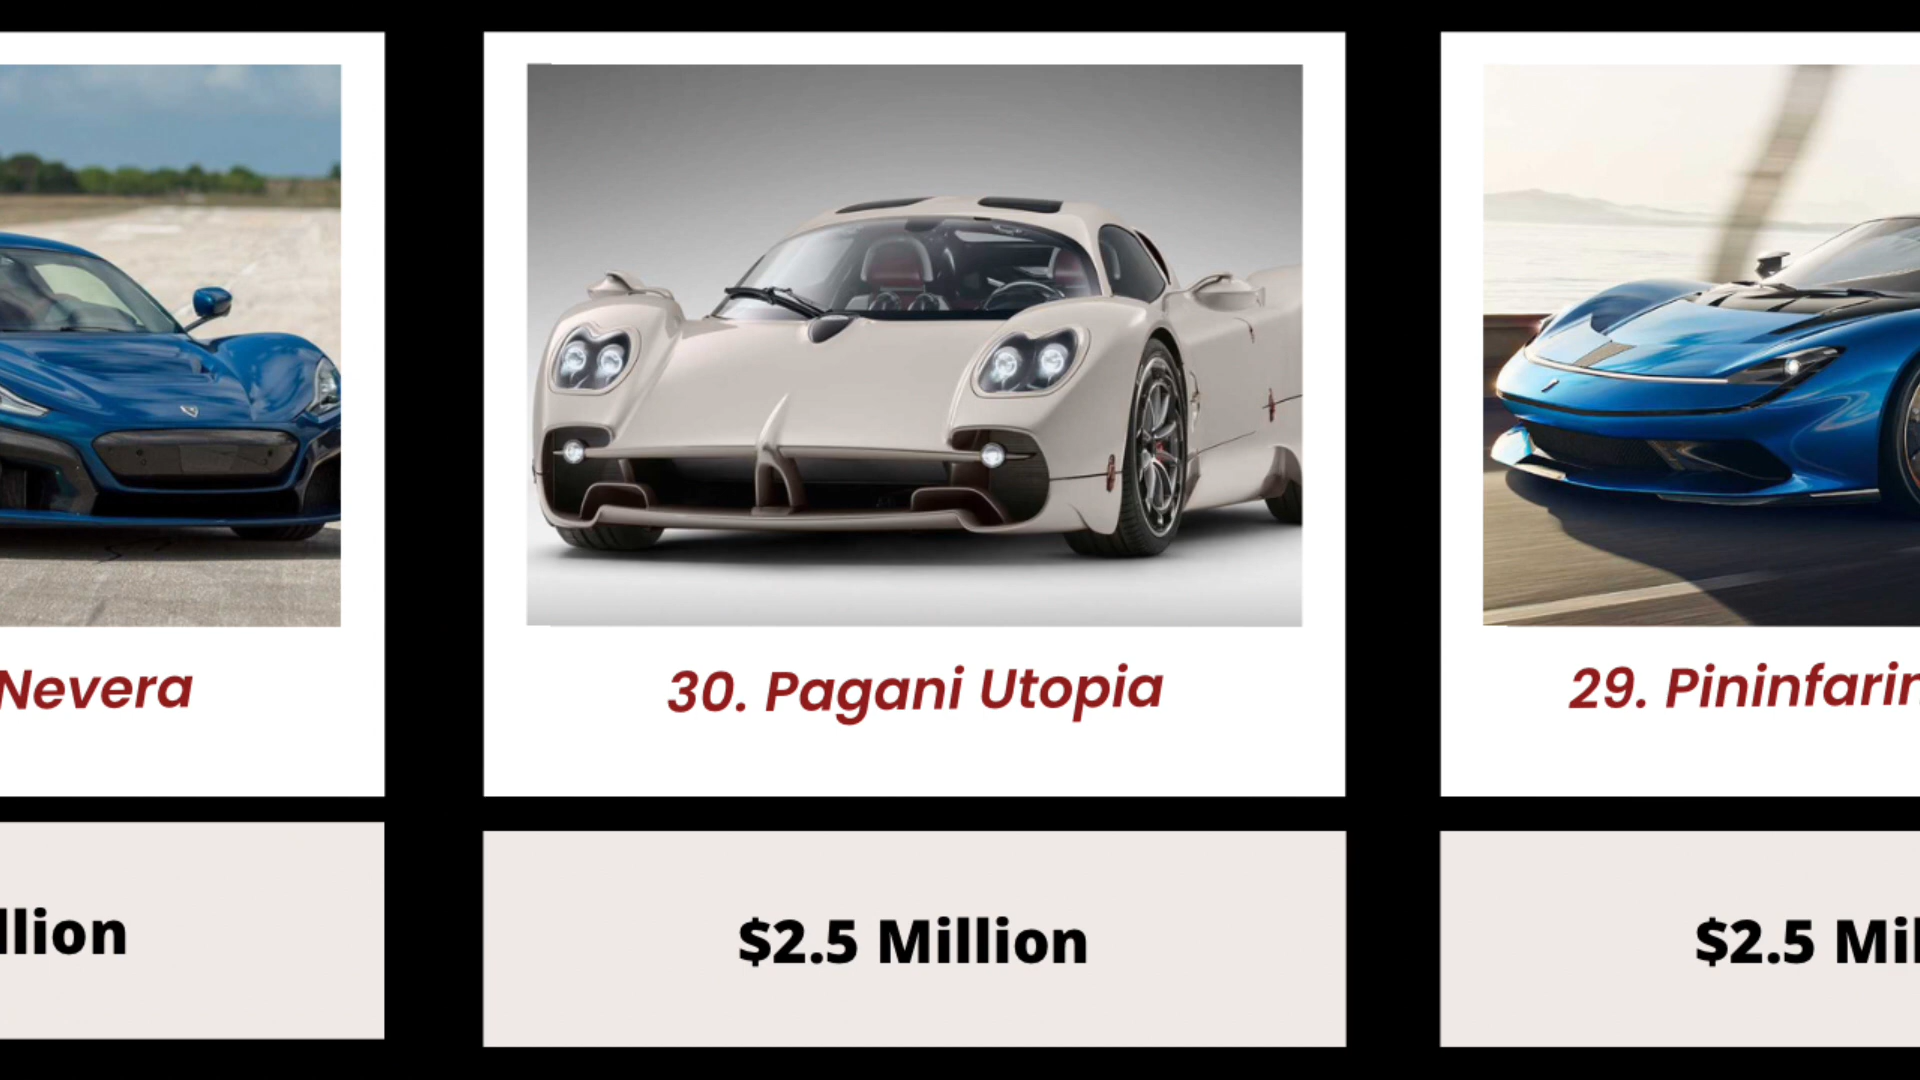 Nevera
30. Pagani Utopia
29. Pininfarin
llion
$2.5 Million
$2.5 Mil